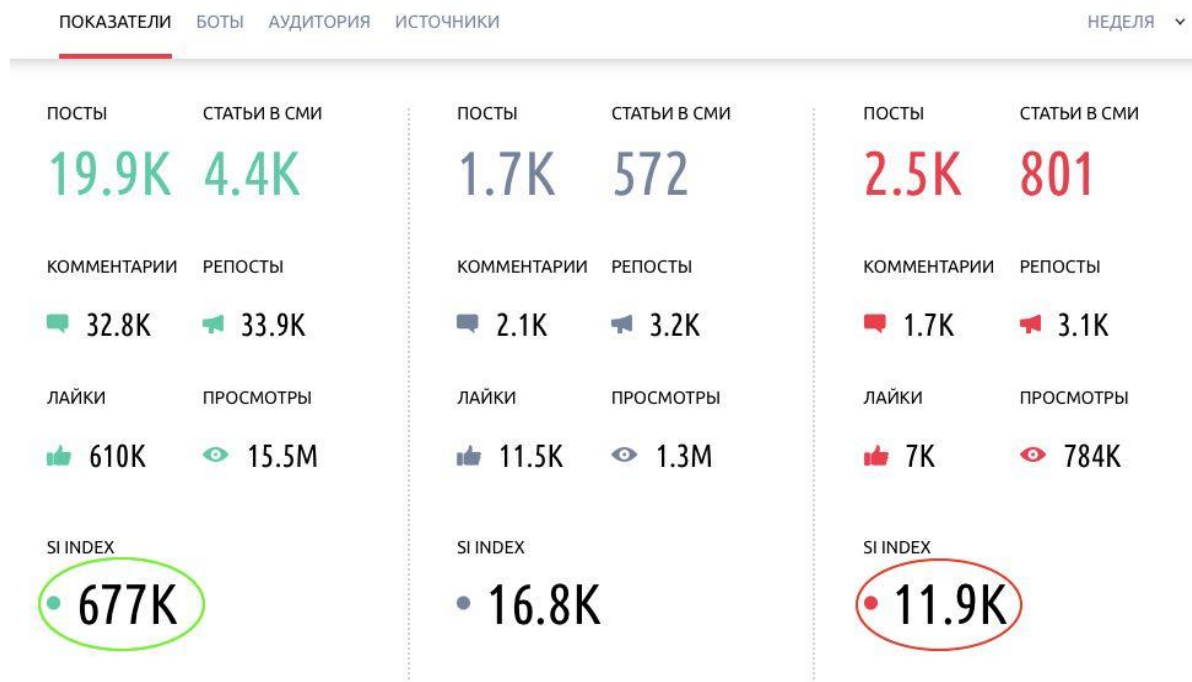 ПОКАЗАТЕЛИ БОТЫ АУДИТОРИЯ ИСТОЧНИКИ НЕДЕЛЯ
ПОСТЫ СТАТЬИ В СМИ ПОСТЫ СТАТЬИ В СМИ ПОСТЫ СТАТЬИ В СМИ
19.9K 4.4K 1.7K 572 2.5K 801
КОММЕНТАРИИ РЕПОСТЫ КОММЕНТАРИИ РЕПОСТЫ КОММЕНТАРИИ РЕПОСТЫ
32.8K 33.9K 2.1K 3.2K 1.7K 3.1K
ЛАЙКИ ПРОСМОТРЫ ЛАЙКИ ПРОСМОТРЫ ЛАЙКИ ПРОСМОТРЫ
610K 15.5M 11.5K 1.3M 7K 784K
SI INDEX SI INDEX SI INDEX
677K 16.8K 11.9K